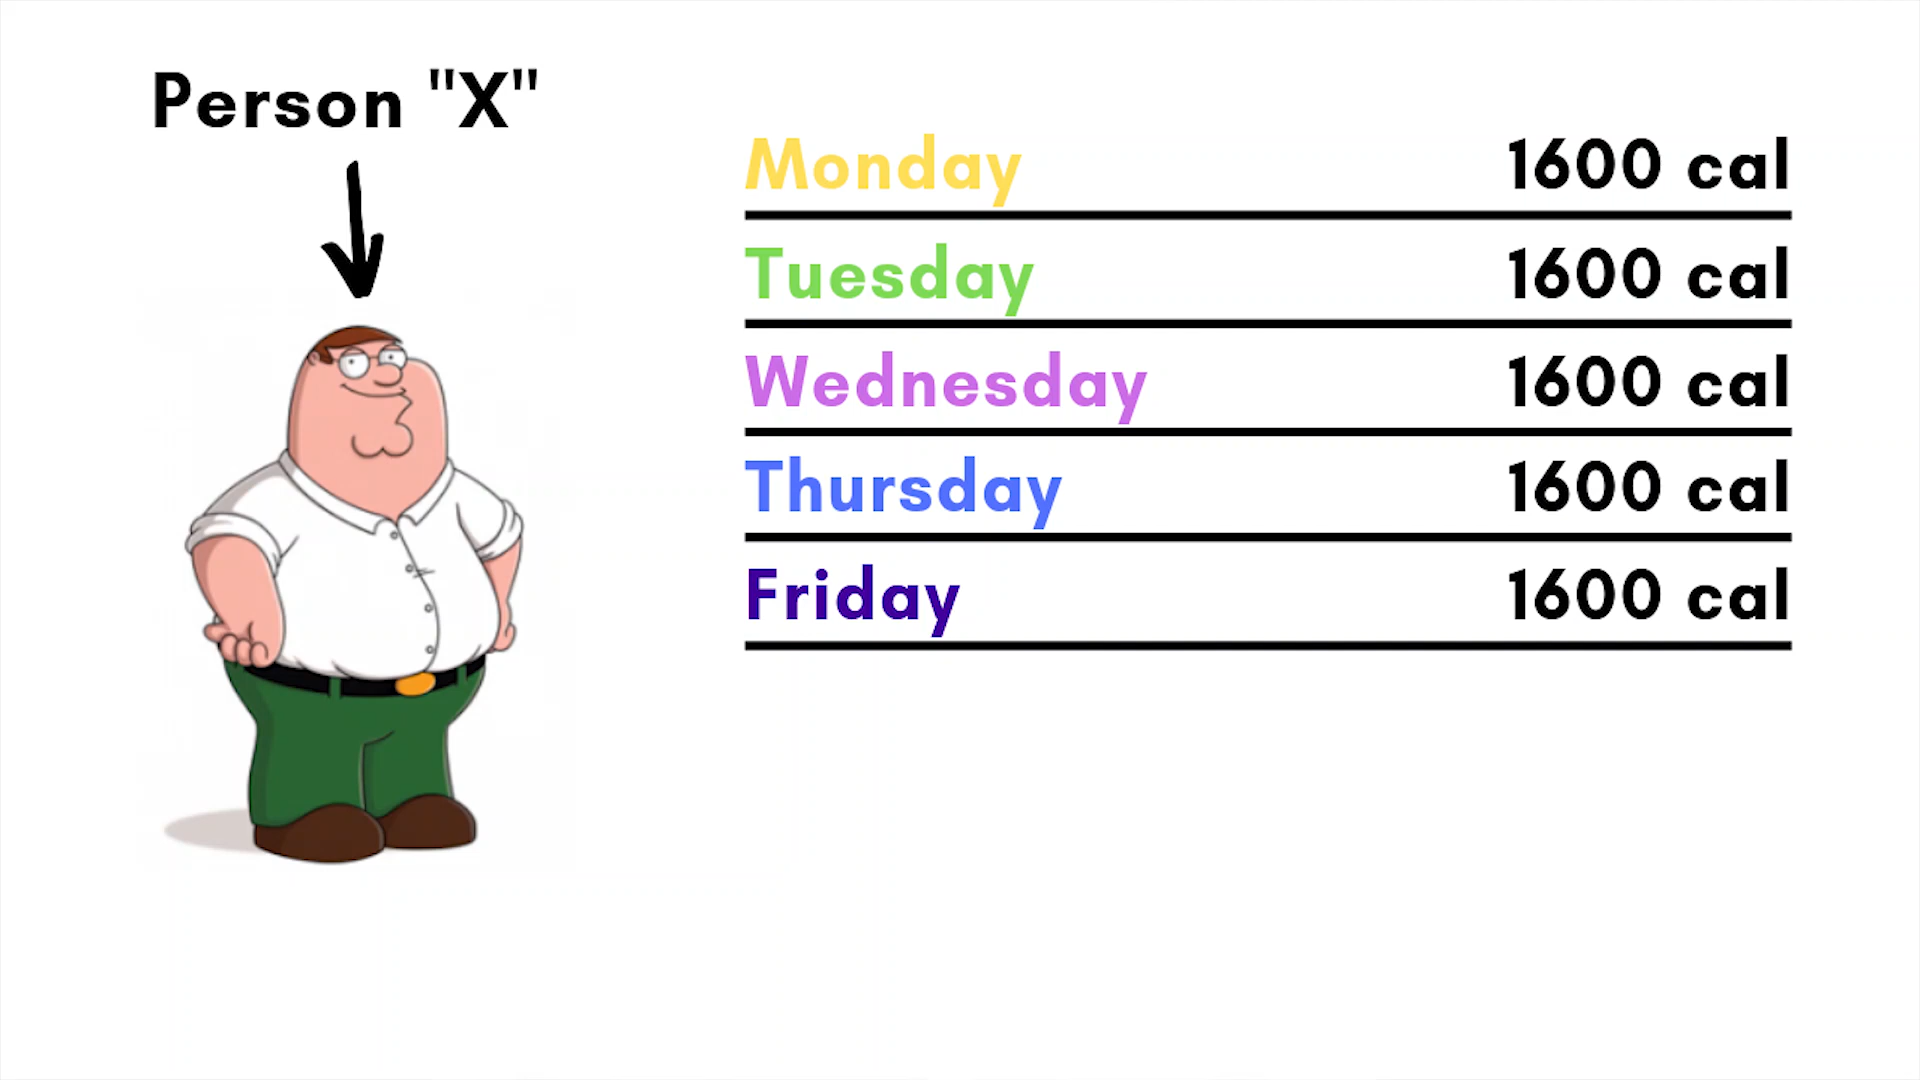 Person "X"
Monday 1600 cal
Tuesday 1600 cal
Wednesday 1600 cal
Thursday 1600 cal
Friday 1600 cal